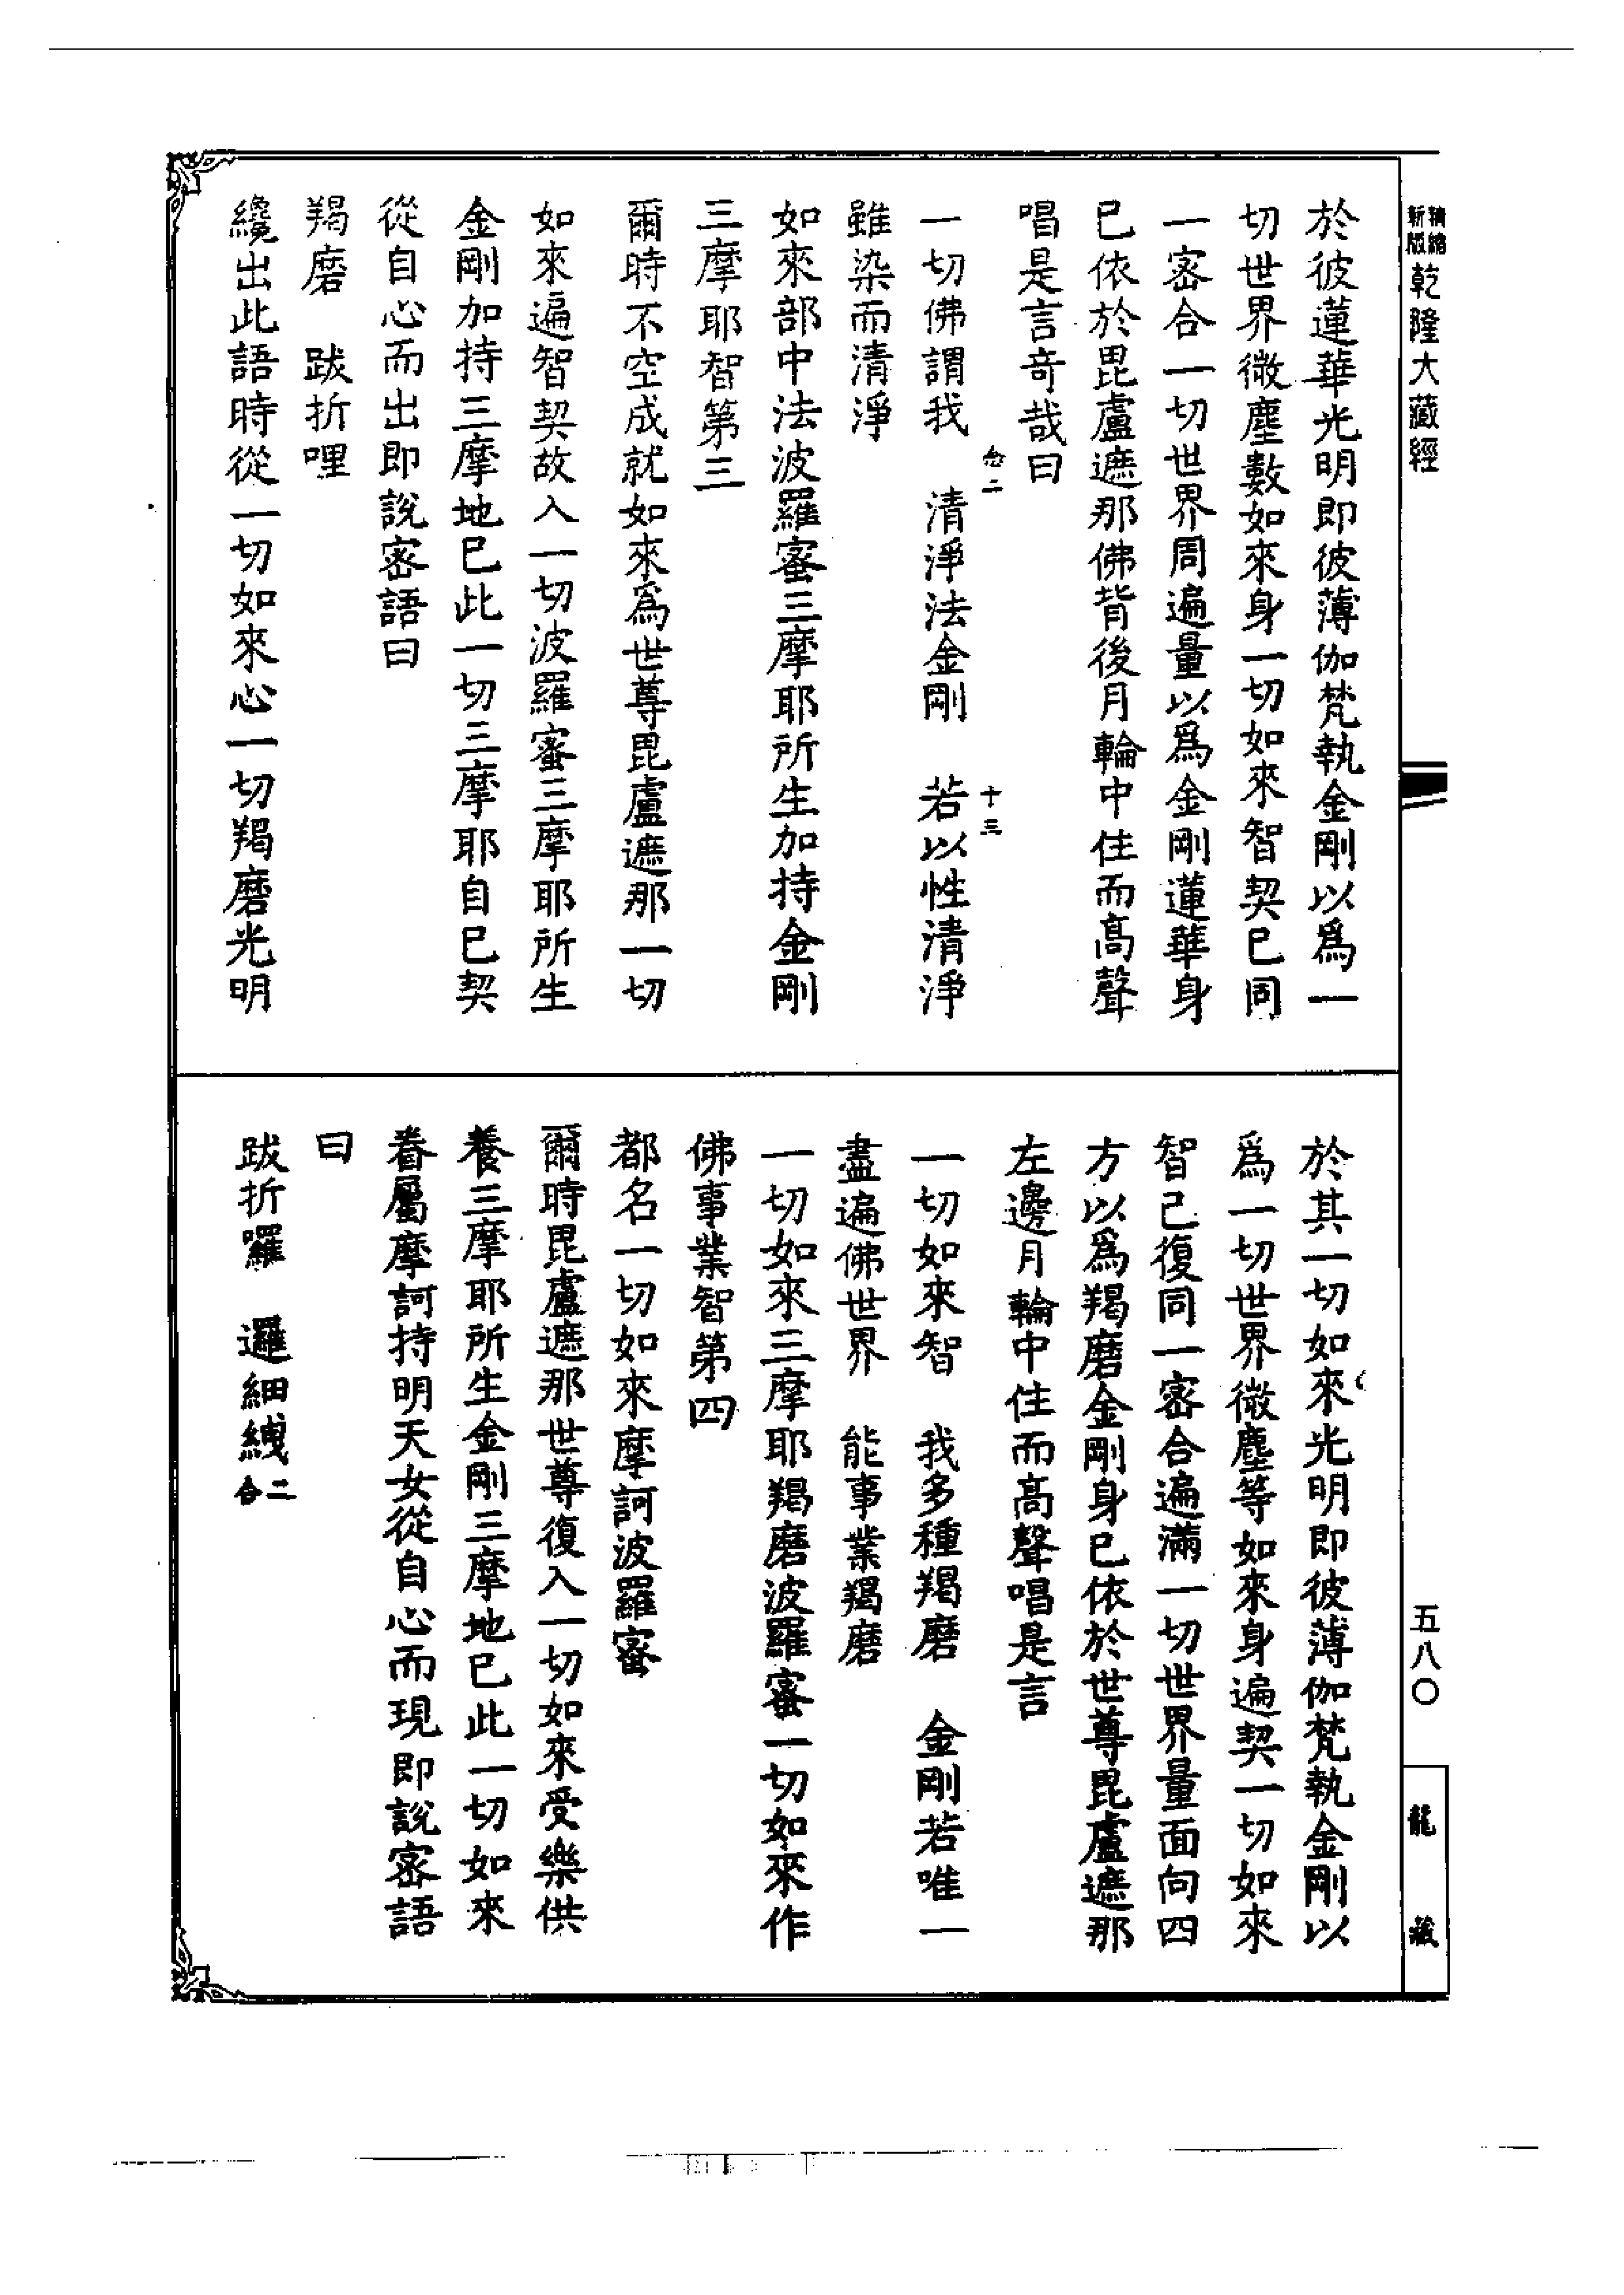 新版精縮乾隆大藏經
於彼蓮華光明即彼薄伽梵執金剛以為一
切世界微塵數如來身一切如來智契已同
一密合一切世界周遍量以為金剛蓮華身
已依於毘盧遮那佛背後月輪中住而高聲
唱是言奇哉曰
一切佛謂我　清淨法金剛　若以性清淨
雖染而清淨
如來部中法波羅蜜三摩耶所生加持金剛
三摩耶智第三
爾時不空成就如來為世尊毘盧遮那一切
如來遍智契故入一切波羅蜜三摩耶所生
金剛加持三摩地已此一切三摩耶自已契
從自心而出即說密語曰
羯磨　跋折哩
纔出此語時從一切如來心一切羯磨光明
於其一切如來光明即彼薄伽梵執金剛以
為一切世界微塵等如來身遍契一切如來
智已復同一密合遍滿一切世界量面向四
方以為羯磨金剛身已依於世尊毘盧遮那
左邊月輪中住而高聲唱是言
一切如來智　我多種羯磨　金剛若唯一
盡遍佛世界　能事業羯磨
一切如來三摩耶羯磨波羅蜜一切如來作
佛事業智第四
都名一切如來摩訶波羅蜜
爾時毘盧遮那世尊復入一切如來受樂供
養三摩耶所生金剛三摩地已此一切如來
眷屬摩訶持明天女從自心而現即說密語
曰
跋折囉　邏細綫二合
五八〇
龍藏